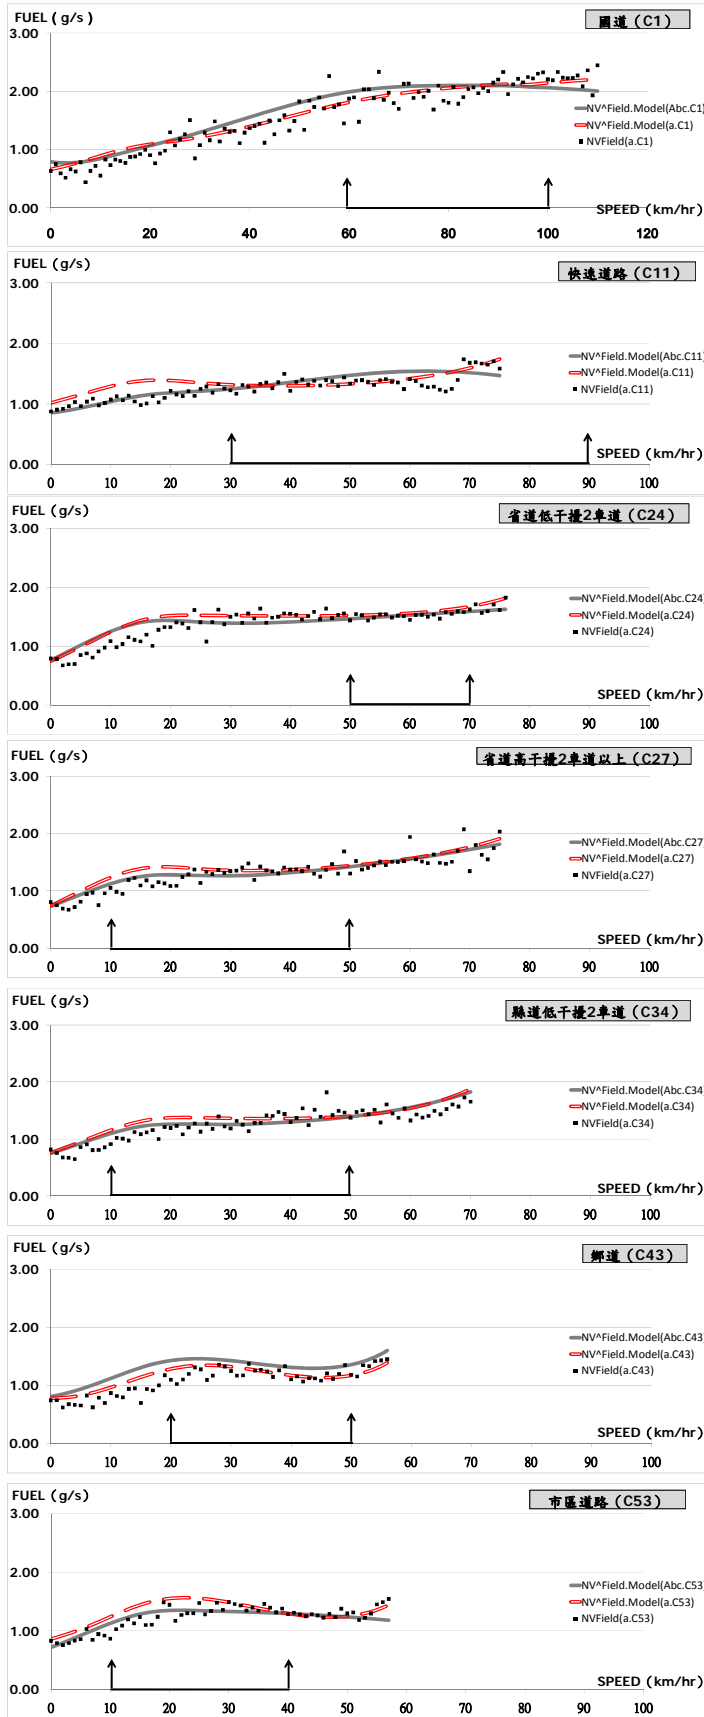 FUEL (g/s)
國道 (C1)
3.00
2.00
1.00
0.00
NV^Field.Model(Abc.C1)
NV^Field.Model(a.C1)
NVField(a.C1)
SPEED (km/hr)
0 20 40 60 80 100 120
FUEL (g/s)
快速道路 (C11)
3.00
2.00
1.00
0.00
NV^Field.Model(Abc.C11)
NV^Field.Model(a.C11)
NVField(a.C11)
SPEED (km/hr)
0 10 20 30 40 50 60 70 80 90 100
FUEL (g/s)
省道低干擾2車道 (C24)
3.00
2.00
1.00
0.00
NV^Field.Model(Abc.C24)
NV^Field.Model(a.C24)
NVField(a.C24)
SPEED (km/hr)
0 10 20 30 40 50 60 70 80 90 100
FUEL (g/s)
省道高干擾2車道以上 (C27)
3.00
2.00
1.00
0.00
NV^Field.Model(Abc.C27)
NV^Field.Model(a.C27)
NVField(a.C27)
SPEED (km/hr)
0 10 20 30 40 50 60 70 80 90 100
FUEL (g/s)
縣道低干擾2車道 (C34)
3.00
2.00
1.00
0.00
NV^Field.Model(Abc.C34)
NV^Field.Model(a.C34)
NVField(a.C34)
SPEED (km/hr)
0 10 20 30 40 50 60 70 80 90 100
FUEL (g/s)
鄉道 (C43)
3.00
2.00
1.00
0.00
NV^Field.Model(Abc.C43)
NV^Field.Model(a.C43)
NVField(a.C43)
SPEED (km/hr)
0 10 20 30 40 50 60 70 80 90 100
FUEL (g/s)
市區道路 (C53)
3.00
2.00
1.00
0.00
NV^Field.Model(Abc.C53)
NV^Field.Model(a.C53)
NVField(a.C53)
SPEED (km/hr)
0 10 20 30 40 50 60 70 80 90 100